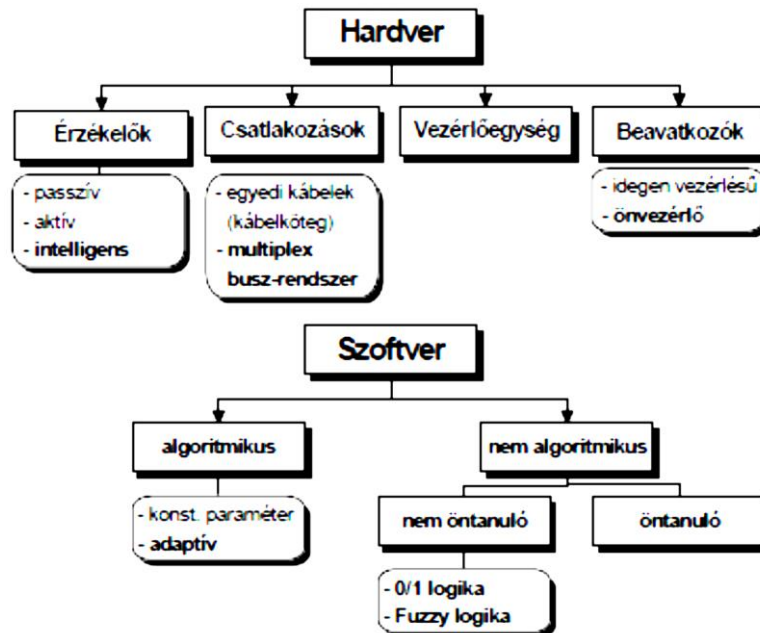 Hardver
Érzékelők
Csatlakozások
Vezérlőegység
Beavatkozók
- passzív
- aktív
- intelligens
- egyedi kábelek
(kábelköteg)
- multiplex
busz-rendszer
- idegen vezérlésű
- önvezérlő
Szoftver
algoritmikus
nem algoritmikus
- konst. paraméter
- adaptív
nem öntanuló
öntanuló
- 0/1 logika
- Fuzzy logika